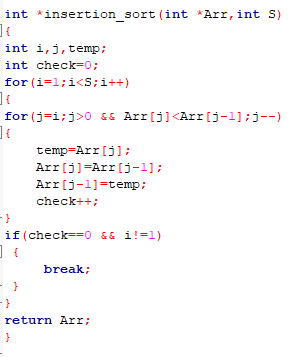 int *insertion_sort(int *Arr,int S)
{
int i,j,temp;
int check=0;
for(i=1;i<S;i++)
{
for(j=i;j>0 && Arr[j]<Arr[j-1];j--)
{
    temp=Arr[j];
    Arr[j]=Arr[j-1];
    Arr[j-1]=temp;
    check++;
}
if(check==0 && i!=1)
 {
     break;
 }
}
return Arr;
}